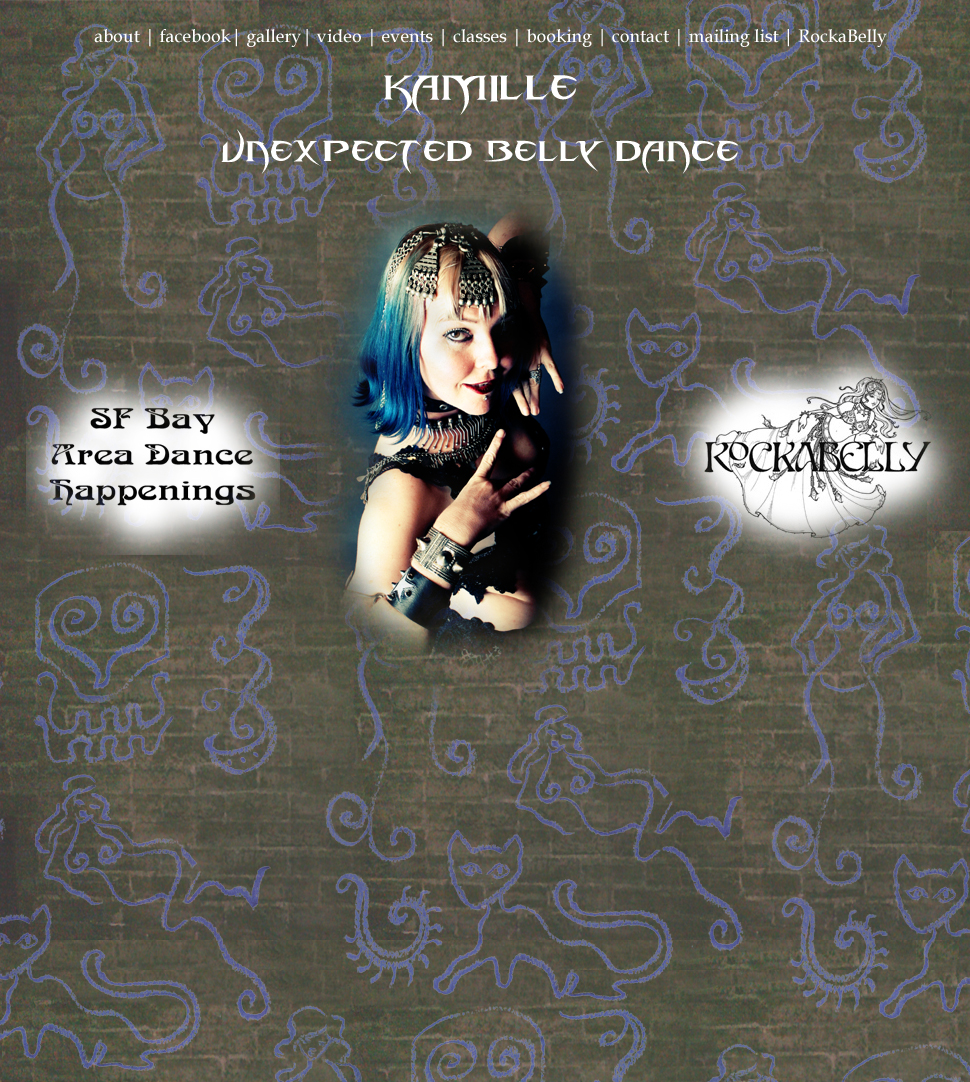 about | facebook| gallery| video | events | classes | booking | contact | mailing list | RockaBelly
KAMILLE
UNEXPECTED BELLY DANCE
SF Bay
Area Dance
Happenings
ROCKABELLY